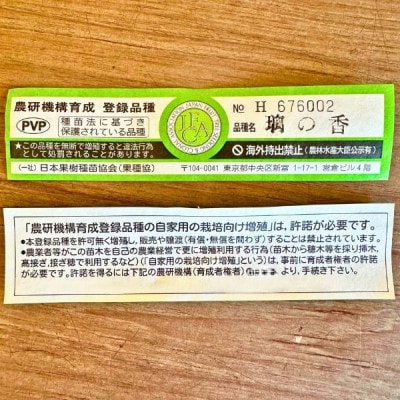 農研機構育成 登録品種
PVP 種苗法に基づき
保護されている品種
★この品種を無断で増殖すると違法行為
として処罰されることがあります。
№ H 676002
品種名 璃の香
海外持出禁止（農林水産大臣公示有）
(一社)日本果樹種苗協会(果種協) 〒104-0041 東京都中央区新富1-17-1 宮倉ビル4階
「農研機構育成登録品種の自家用の栽培向け増殖」は、許諾が必要です。
●本登録品種を許可無く増殖し、販売や譲渡(有償・無償を問わず)することは禁止されています。
●農業者等がこの苗木を自己の農業経営で更に増殖利用する行為(苗木から穂木等を採り挿木、
高接ぎ、接ぎ穂で利用するなど)(「自家用の栽培向け増殖」という)は、事前に育成者権者の許諾
が必要です。許諾を得るには下記の農研機構(育成者権者)
より、手続き下さい。